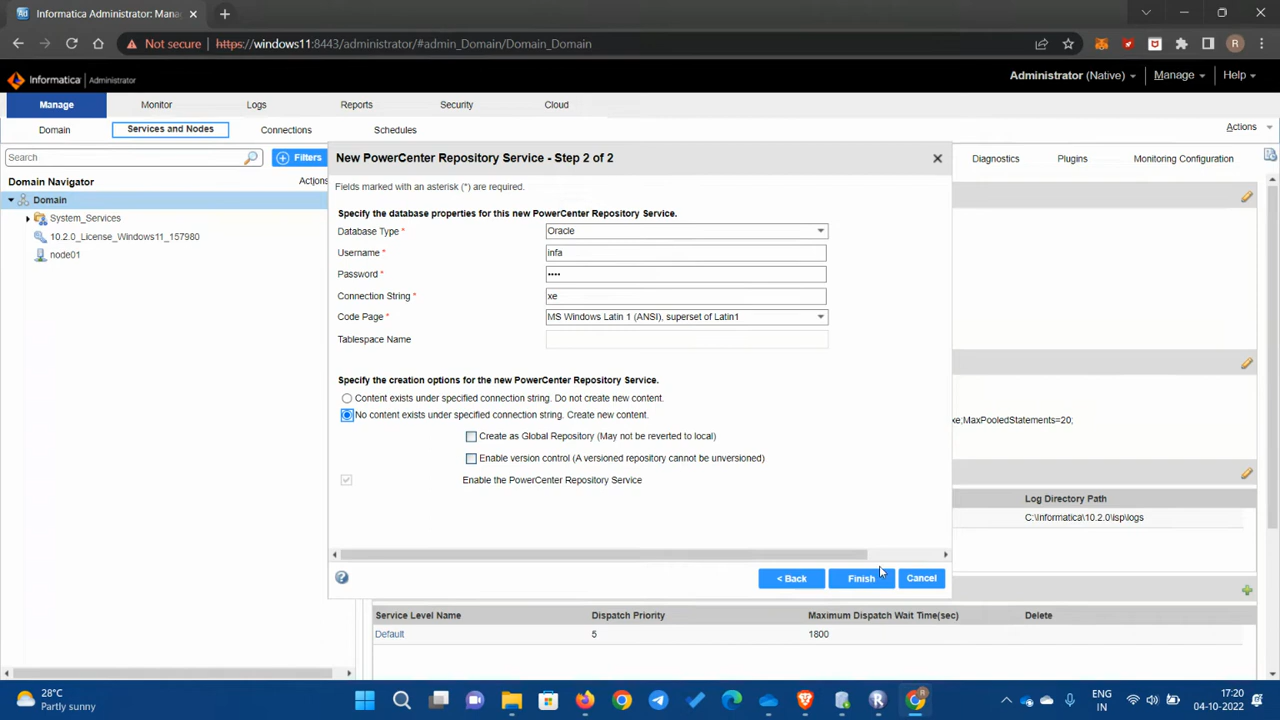 Informatica Administrator: Mana
Not secure
https://windows11:8443/administrator/#admin_Domain/Domain_Domain
R
Informatica Administrator
Administrator (Native)
Manage
Help
Manage
Monitor
Logs
Reports
Security
Cloud
Domain
Services and Nodes
Connections
Schedules
Actions
Search
Filters
New PowerCenter Repository Service - Step 2 of 2
Diagnostics
Plugins
Monitoring Configuration
Domain Navigator
Actions
Fields marked with an asterisk (*) are required.
Domain
System_Services
10.2.0_License_Windows11_157980
node01
Specify the database properties for this new PowerCenter Repository Service.
Database Type *
Oracle
Username *
infa
Password *
••••
Connection String *
xe
Code Page *
MS Windows Latin 1 (ANSI), superset of Latin1
Tablespace Name
Specify the creation options for the new PowerCenter Repository Service.
Content exists under specified connection string. Do not create new content.
No content exists under specified connection string. Create new content.
Create as Global Repository (May not be reverted to local)
Enable version control (A versioned repository cannot be unversioned)
Enable the PowerCenter Repository Service
xe,MaxPooledStatements=20;
Log Directory Path
C:\Informatica\10.2.0\isp\logs
< Back
Finish
Cancel
Service Level Name
Dispatch Priority
Maximum Dispatch Wait Time(sec)
Delete
Default
5
1800
28°C
Partly sunny
ENG
IN
17:20
04-10-2022